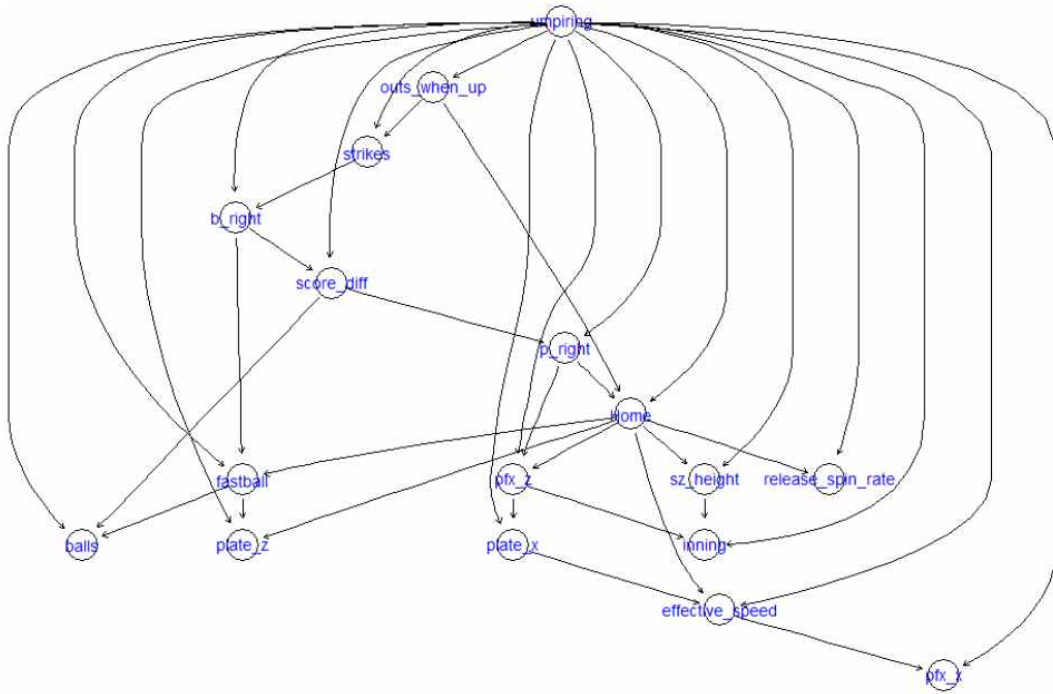 umpiring
outs_when_up
strikes
b_right
score_diff
p_right
Home
fastball
pfx_z
sz_height
release_spin_rate
balls
plate_z
plate_x
inning
effective_speed
pfx_x